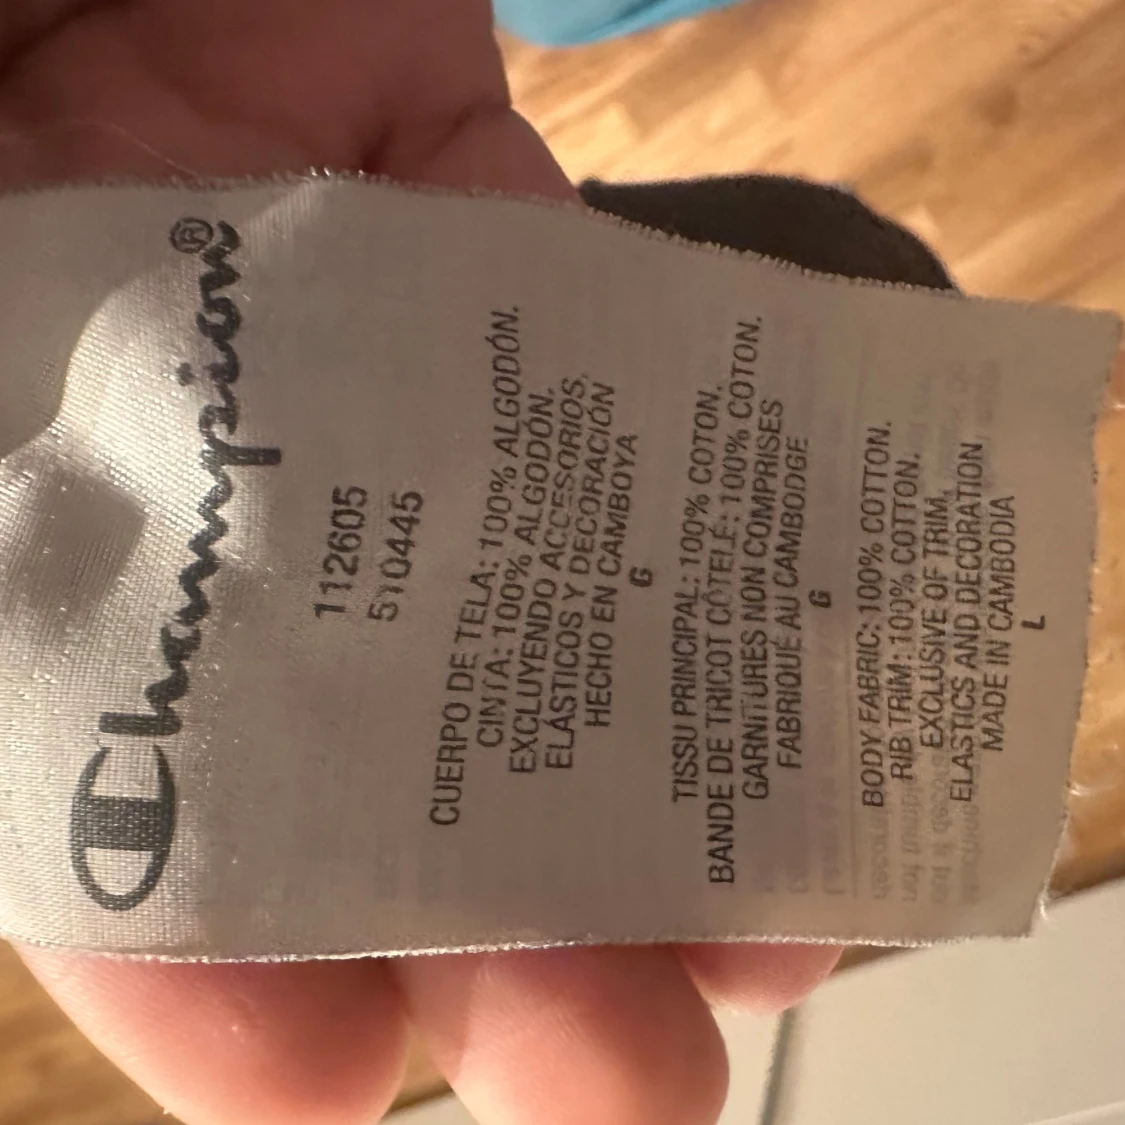 Champion®
112605
510445
CUERPO DE TELA: 100% ALGODÓN.
CINTA: 100% ALGODÓN.
EXCLUYENDO ACCESORIOS,
ELÁSTICOS Y DECORACIÓN
HECHO EN CAMBOYA
G
TISSU PRINCIPAL: 100% COTON.
BANDE DE TRICOT CÔTELÉ: 100% COTON.
GARNITURES NON COMPRISES
FABRIQUÉ AU CAMBODGE
G
BODY FABRIC: 100% COTTON.
RIB TRIM: 100% COTTON.
EXCLUSIVE OF TRIM,
ELASTICS AND DECORATION
MADE IN CAMBODIA
L